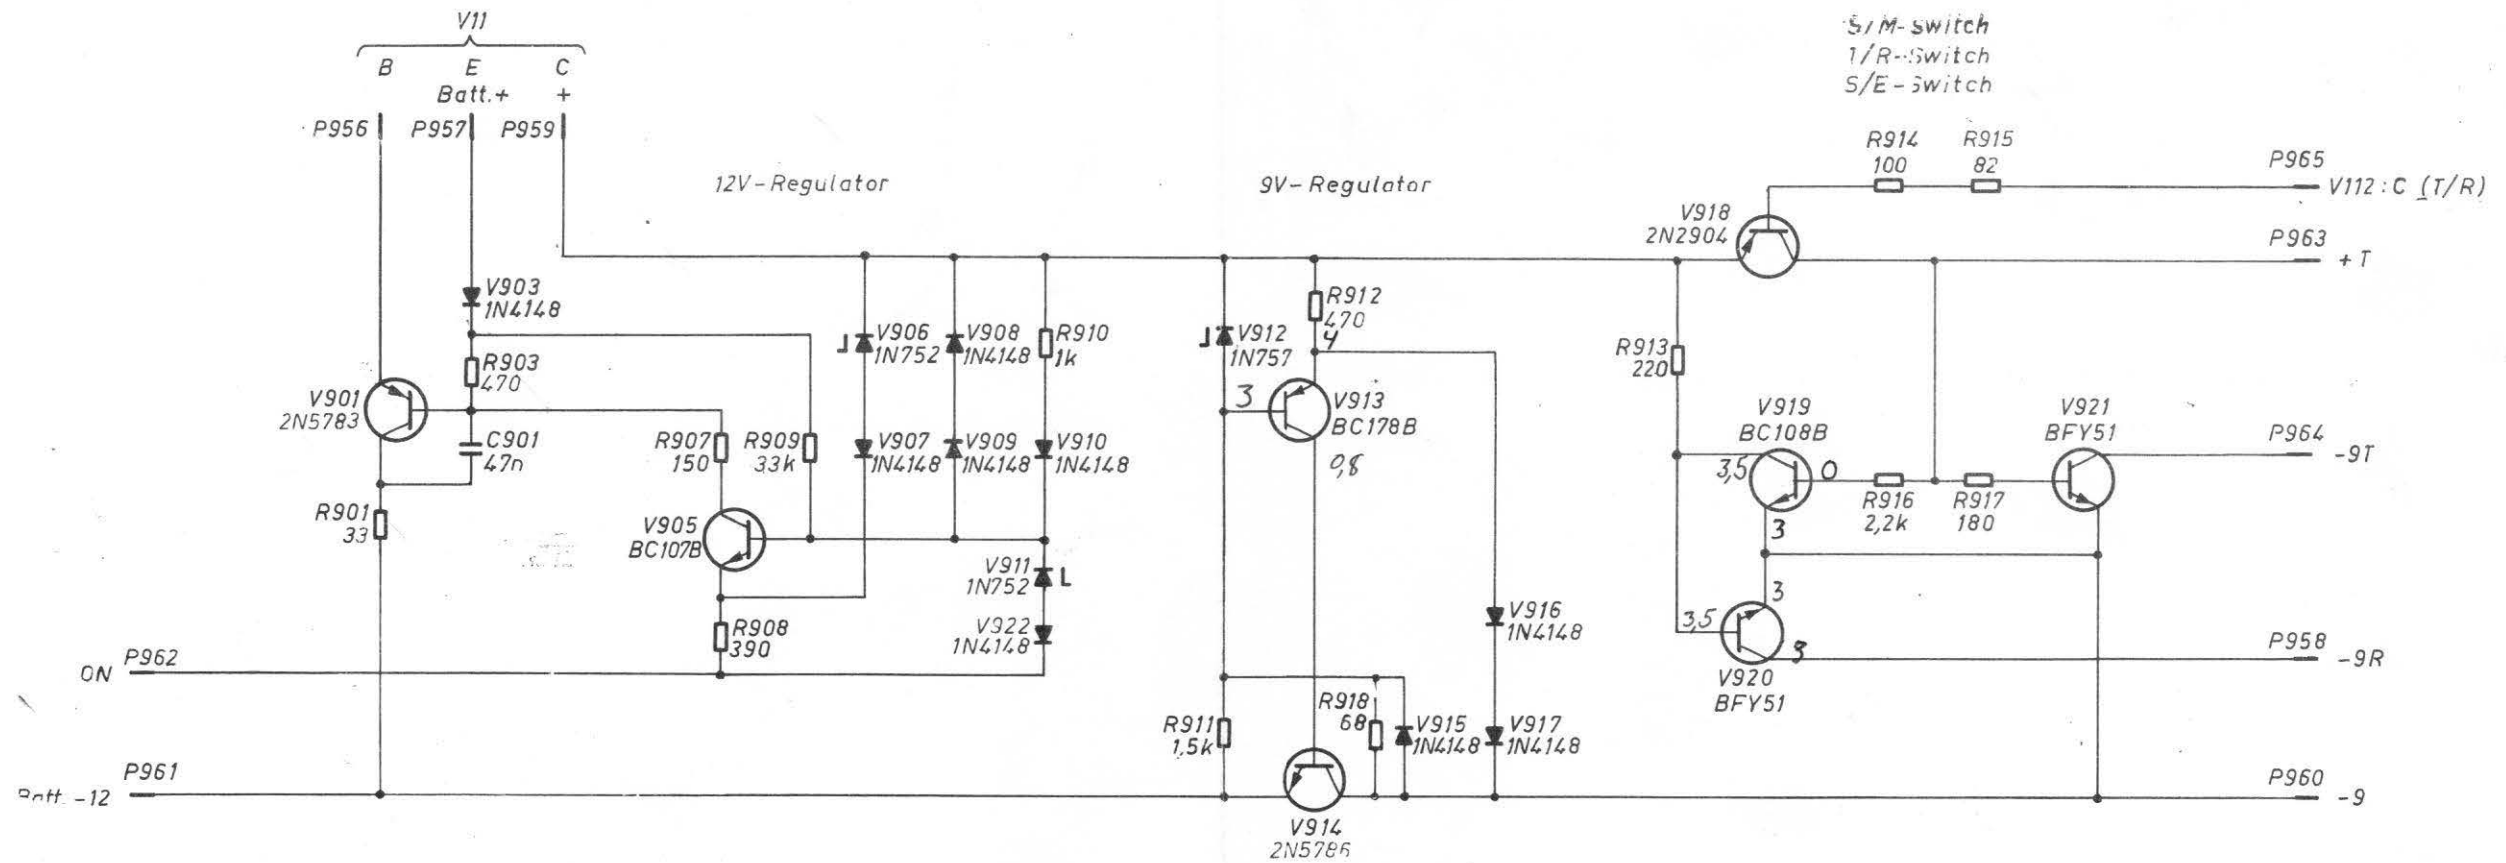 V11
B E C
Batt.+ +
P956 P957 P959
S/M-Switch
T/R-Switch
S/E-Switch
12V-Regulator
9V-Regulator
R914
100
R915
82
P965
V112:C (T/R)
V918
2N2904
P963
+T
V903
1N4148
R903
470
V901
2N5783
C901
47n
R901
33
R907
150
R909
33k
V905
BC107B
R908
390
V906
1N752
V907
1N4148
V908
1N4148
V909
1N4148
R910
1k
V910
1N4148
V911
1N752
V922
1N4148
ON
P962
P961
-12
V912
1N757
R912
470
4
3
V913
BC178B
0,8
R911
1,5k
R918
68
V915
1N4148
V916
1N4148
V917
1N4148
V914
2N5786
R913
220
V919
BC108B
3,5
0
3
R916
2,2k
R917
180
V921
BFY51
P964
-9T
3
3,5
3
V920
BFY51
P958
-9R
P960
-9